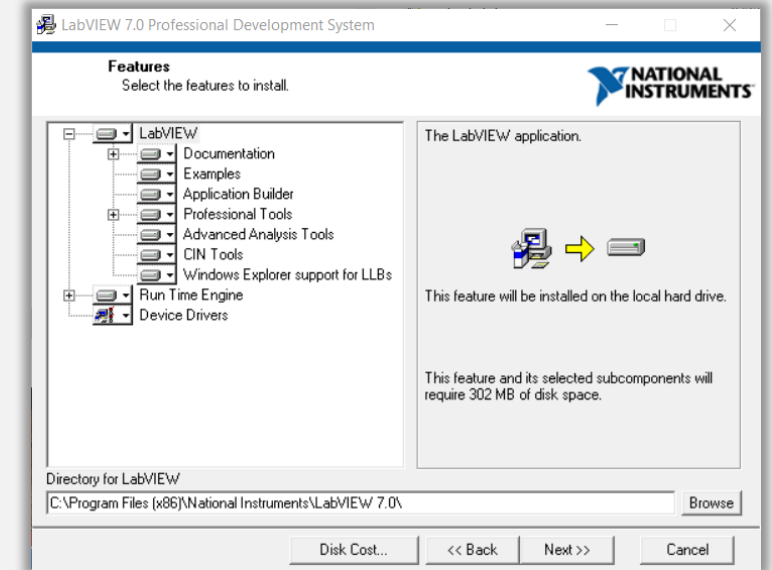 LabVIEW 7.0 Professional Development System
Features
Select the features to install.
NATIONAL
INSTRUMENTS
LabVIEW
Documentation
Examples
Application Builder
Professional Tools
Advanced Analysis Tools
CIN Tools
Windows Explorer support for LLBs
Run Time Engine
Device Drivers
The LabVIEW application.
This feature will be installed on the local hard drive.
This feature and its selected subcomponents will
require 302 MB of disk space.
Directory for LabVIEW
C:\Program Files (x86)\National Instruments\LabVIEW 7.0\
Browse
Disk Cost...
<< Back
Next >>
Cancel